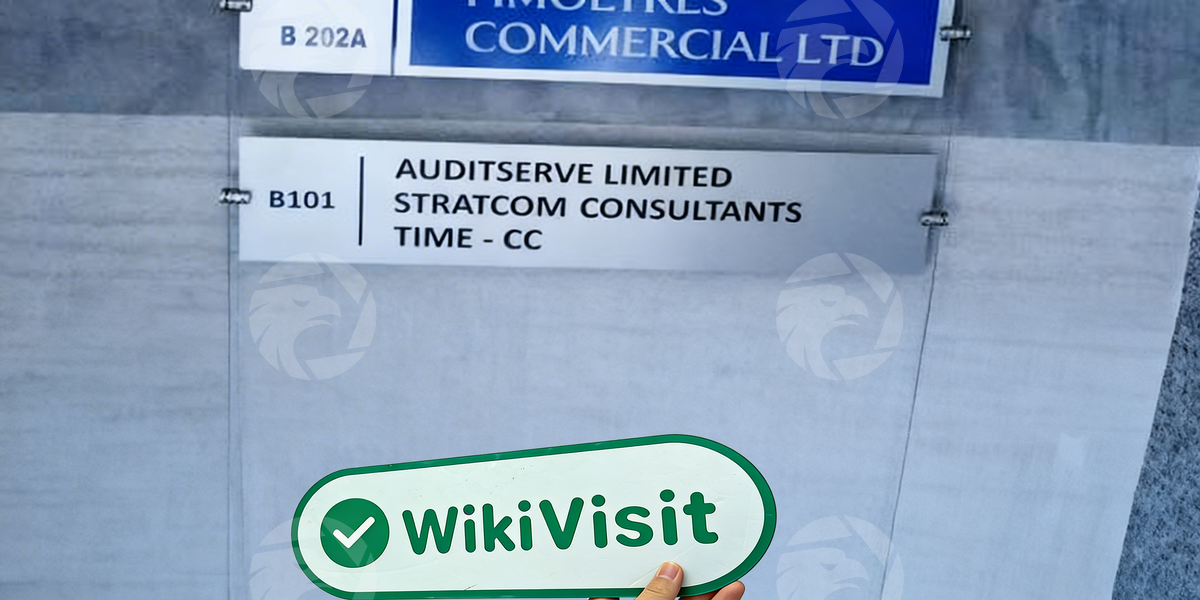 B 202A
COMMERCIAL LTD
B101
AUDITSERVE LIMITED
STRATCOM CONSULTANTS
TIME - CC
WikiVisit